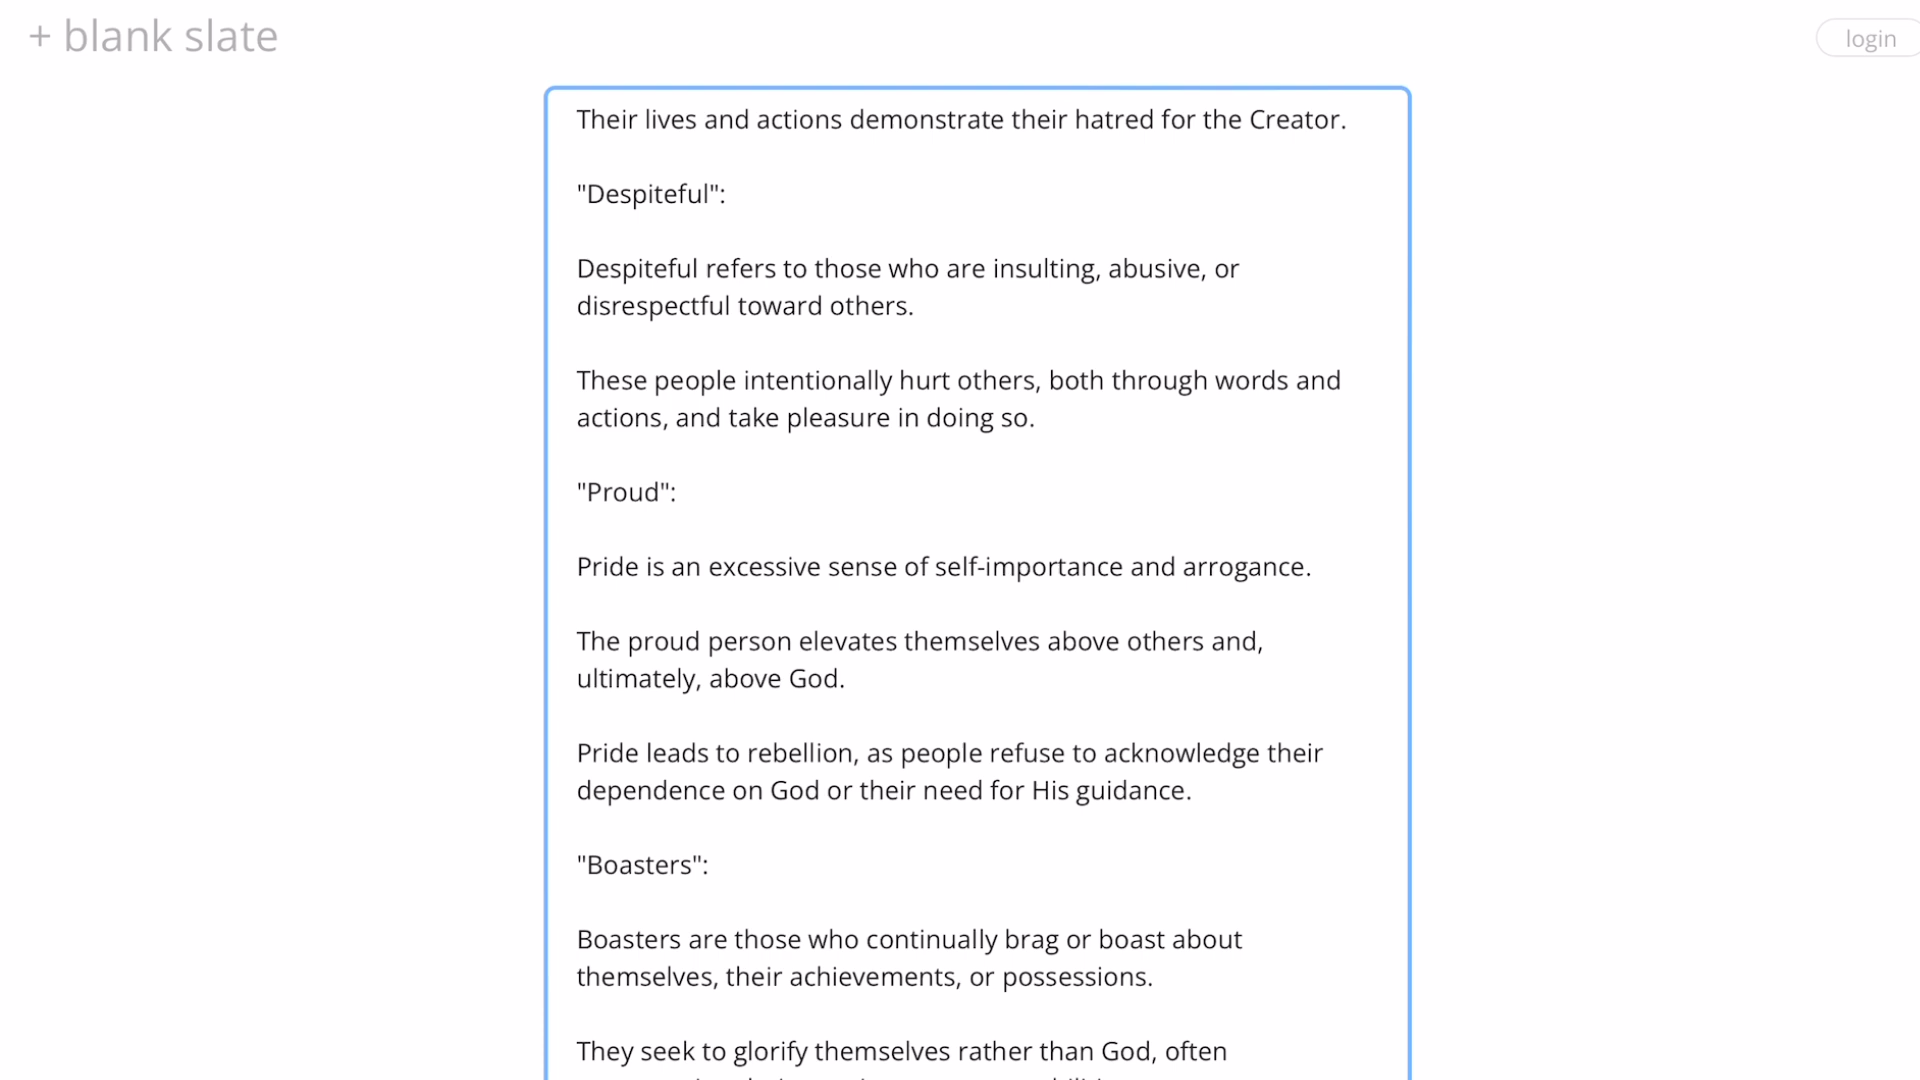 + blank slate
login
Their lives and actions demonstrate their hatred for the Creator.
"Despiteful":
Despiteful refers to those who are insulting, abusive, or
disrespectful toward others.
These people intentionally hurt others, both through words and
actions, and take pleasure in doing so.
"Proud":
Pride is an excessive sense of self-importance and arrogance.
The proud person elevates themselves above others and,
ultimately, above God.
Pride leads to rebellion, as people refuse to acknowledge their
dependence on God or their need for His guidance.
"Boasters":
Boasters are those who continually brag or boast about
themselves, their achievements, or possessions.
They seek to glorify themselves rather than God, often